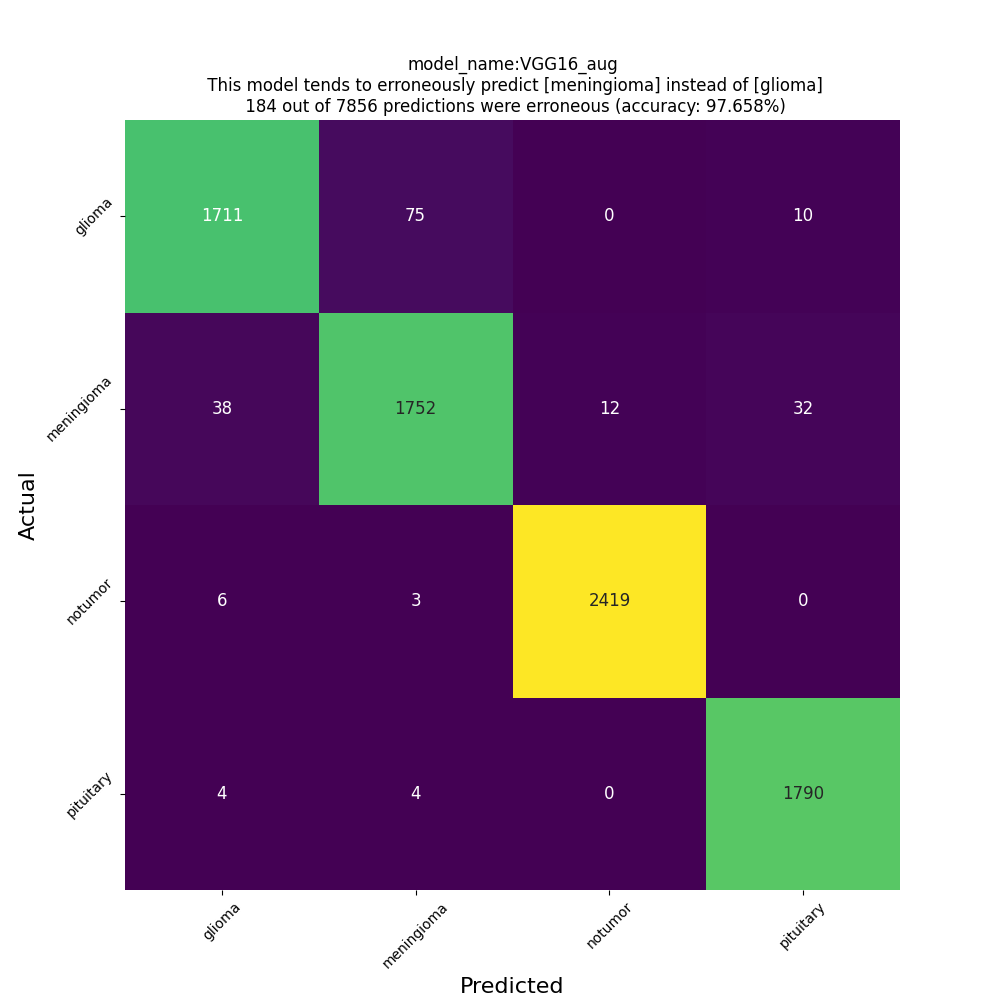 model_name:VGG16_aug
This model tends to erroneously predict [meningioma] instead of [glioma]
184 out of 7856 predictions were erroneous (accuracy: 97.658%)
glioma 1711 75 0 10
meningioma 38 1752 12 32
Actual
notumor 6 3 2419 0
pituitary 4 4 0 1790
glioma meningioma notumor pituitary
Predicted